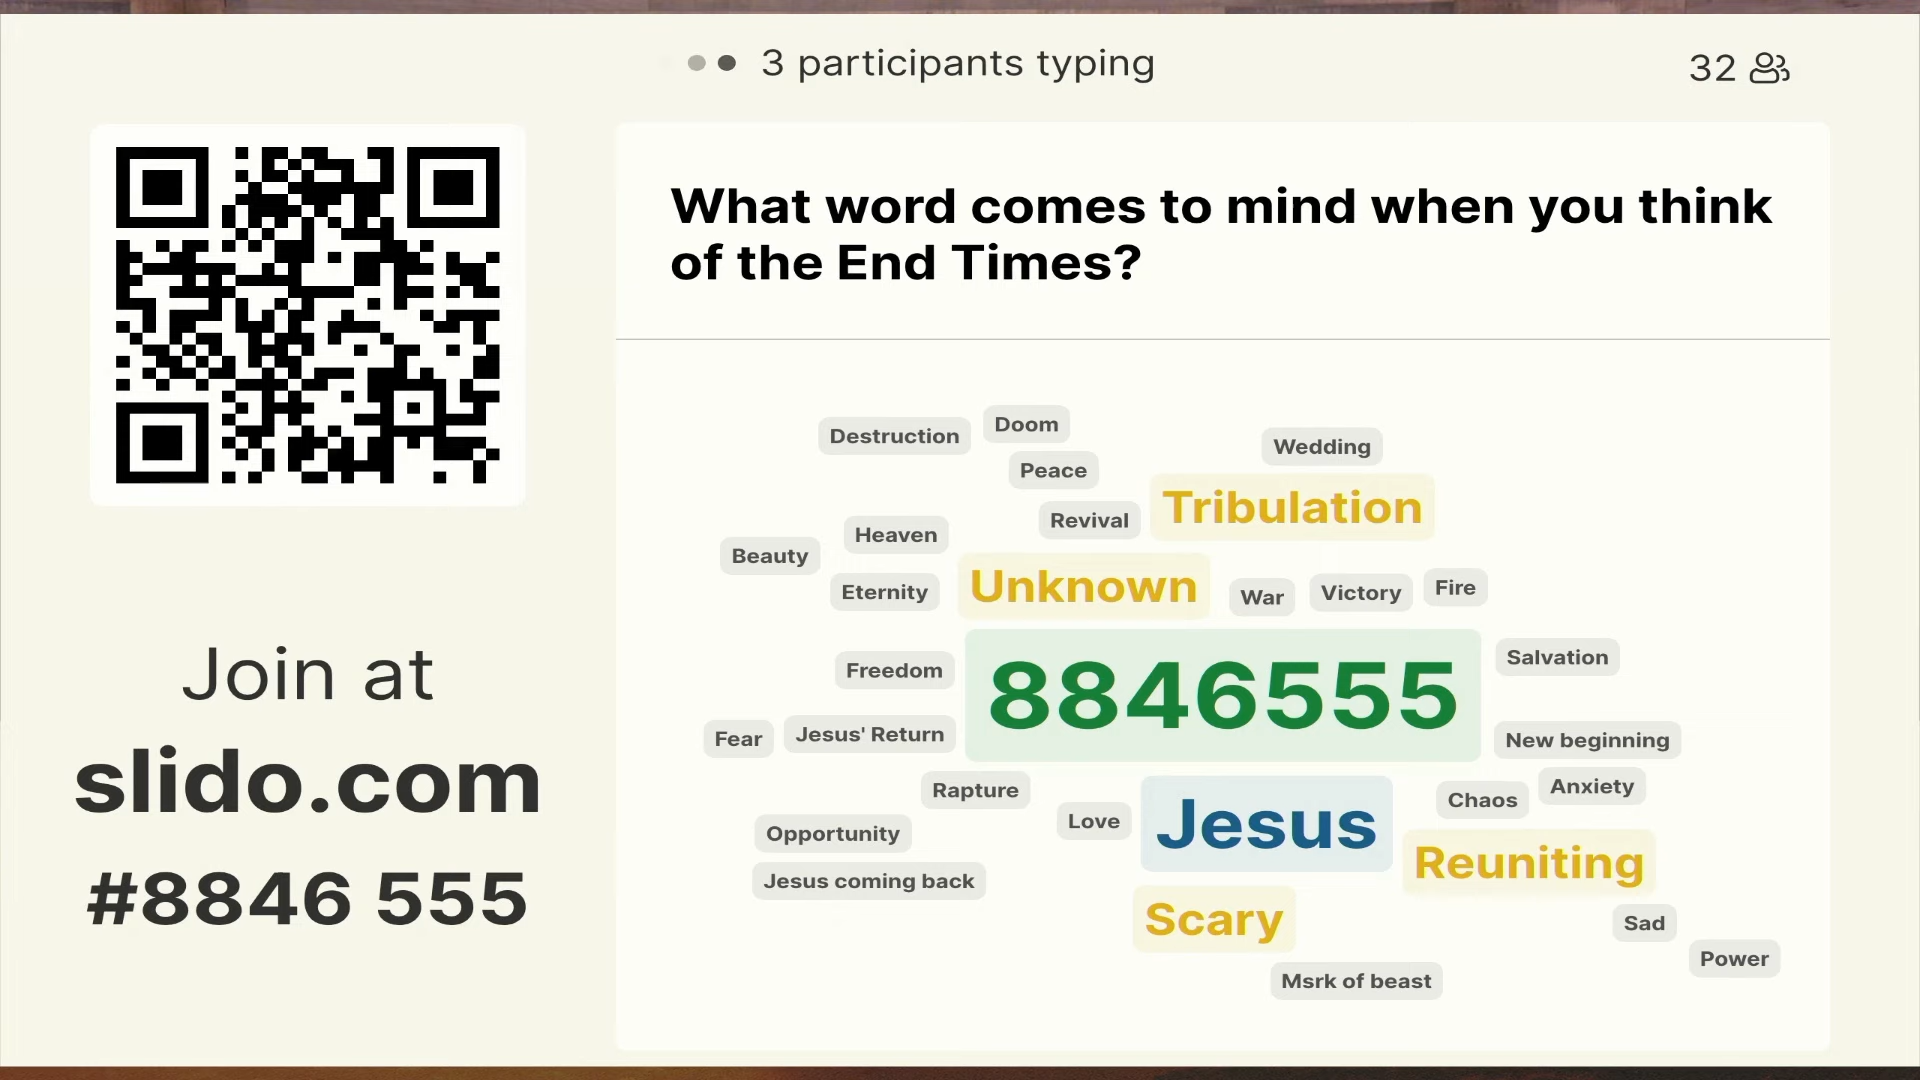 3 participants typing
32
What word comes to mind when you think
of the End Times?
Join at
slido.com
#8846 555
Destruction
Doom
Wedding
Peace
Tribulation
Revival
Heaven
Beauty
Unknown
Eternity
War
Victory
Fire
8846555
Salvation
Freedom
Fear
Jesus' Return
New beginning
Rapture
Love
Jesus
Chaos
Anxiety
Opportunity
Reuniting
Jesus coming back
Scary
Sad
Power
Msrk of beast